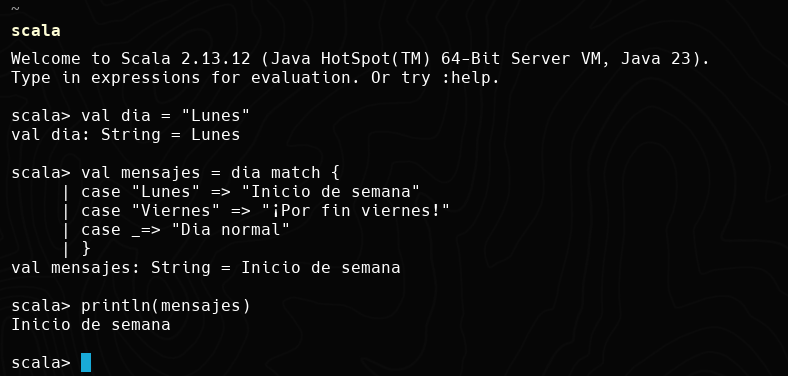 ~
scala
Welcome to Scala 2.13.12 (Java HotSpot(TM) 64-Bit Server VM, Java 23).
Type in expressions for evaluation. Or try :help.
scala> val dia = "Lunes"
val dia: String = Lunes
scala> val mensajes = dia match {
     | case "Lunes" => "Inicio de semana"
     | case "Viernes" => "¡Por fin viernes!"
     | case _=> "Dia normal"
     | }
val mensajes: String = Inicio de semana
scala> println(mensajes)
Inicio de semana
scala>